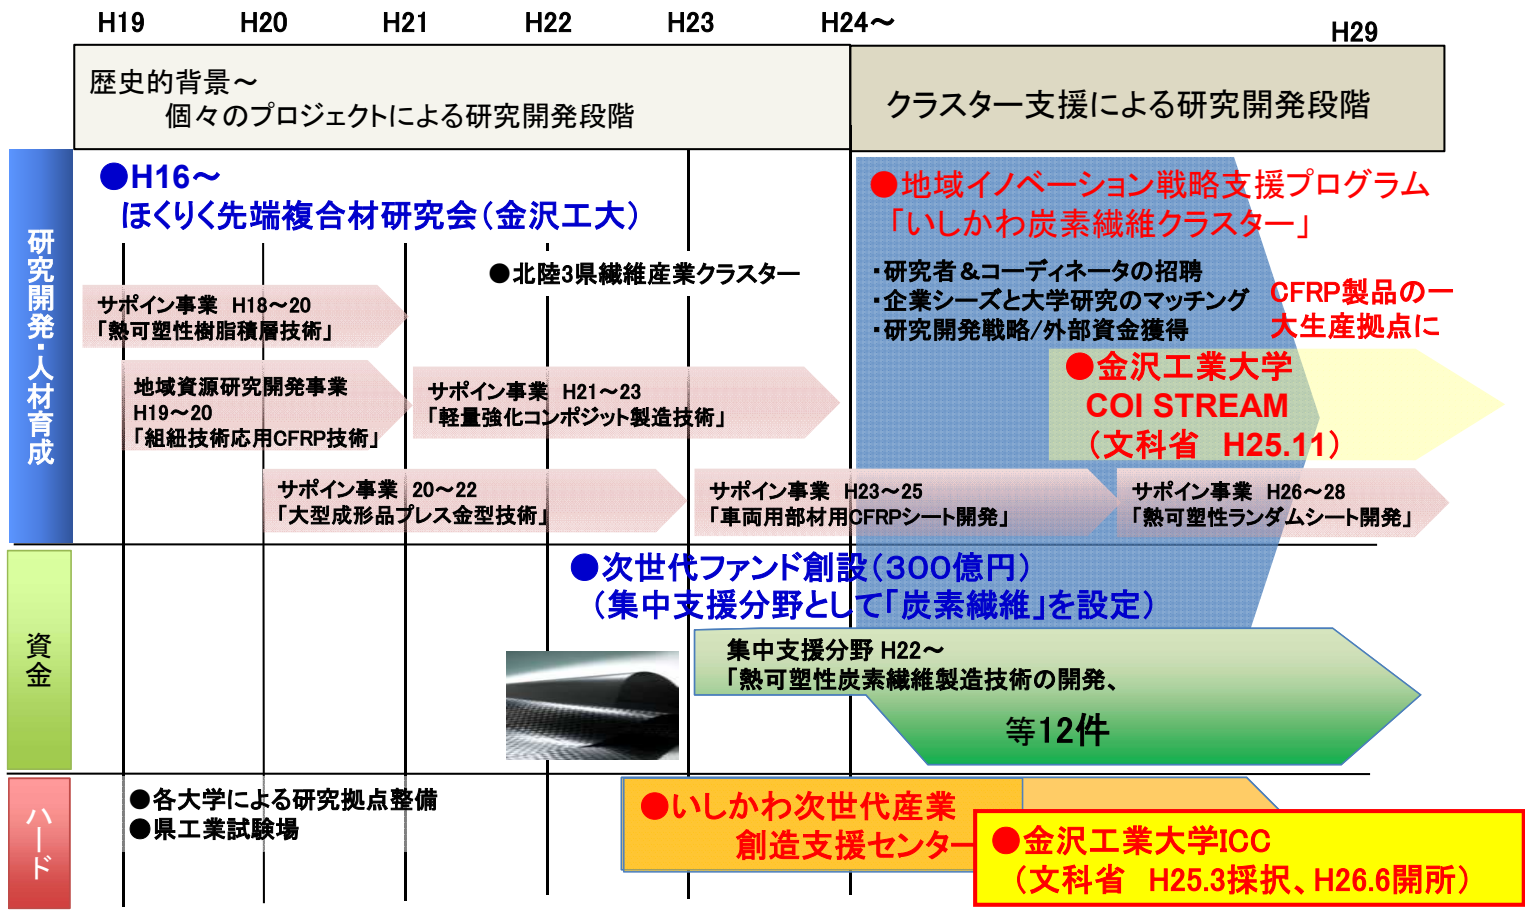 H19
H20
H21
H22
H23
H24～
H29
歴史的背景～
個々のプロジェクトによる研究開発段階
クラスター支援による研究開発段階
研究開発・人材育成
●H16～
ほくりく先端複合材研究会（金沢工大）
●北陸3県繊維産業クラスター
サポイン事業 H18～20
「熱可塑性樹脂積層技術」
地域資源研究開発事業
H19～20
「組紐技術応用CFRP技術」
サポイン事業 H21～23
「軽量強化コンポジット製造技術」
サポイン事業 20～22
「大型成形品プレス金型技術」
サポイン事業 H23～25
「車両用部材用CFRPシート開発」
サポイン事業 H26～28
「熱可塑性ランダムシート開発」
●地域イノベーション戦略支援プログラム
「いしかわ炭素繊維クラスター」
・研究者＆コーディネータの招聘
・企業シーズと大学研究のマッチング
・研究開発戦略/外部資金獲得
CFRP製品の一
大生産拠点に
●金沢工業大学
COI STREAM
（文科省 H25.11）
資金
●次世代ファンド創設（300億円）
（集中支援分野として「炭素繊維」を設定）
集中支援分野 H22～
「熱可塑性炭素繊維製造技術の開発、
等12件
ハード
●各大学による研究拠点整備
●県工業試験場
●いしかわ次世代産業
創造支援センター
●金沢工業大学ICC
（文科省 H25.3採択、H26.6開所）